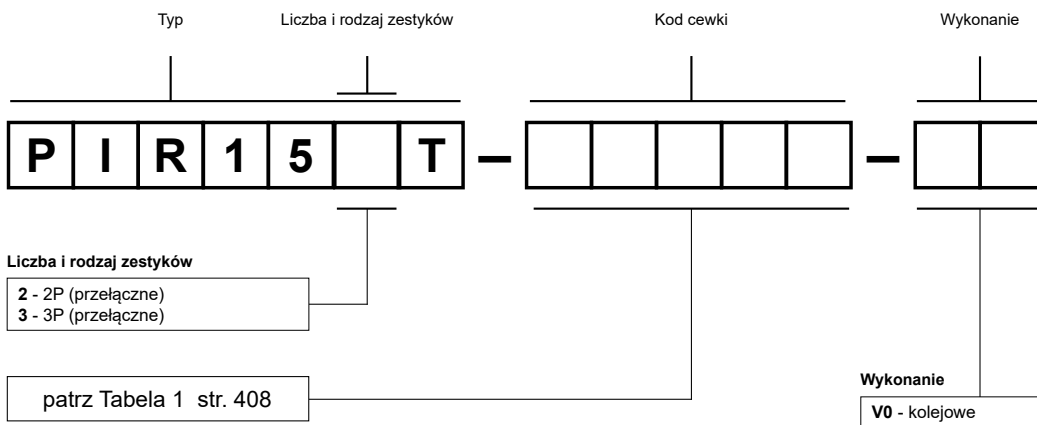 Typ Liczba i rodzaj zestyków Kod cewki Wykonanie
P I R 1 5 T – –
Liczba i rodzaj zestyków
2 - 2P (przełączne)
3 - 3P (przełączne)
patrz Tabela 1 str. 408
Wykonanie
V0 - kolejowe